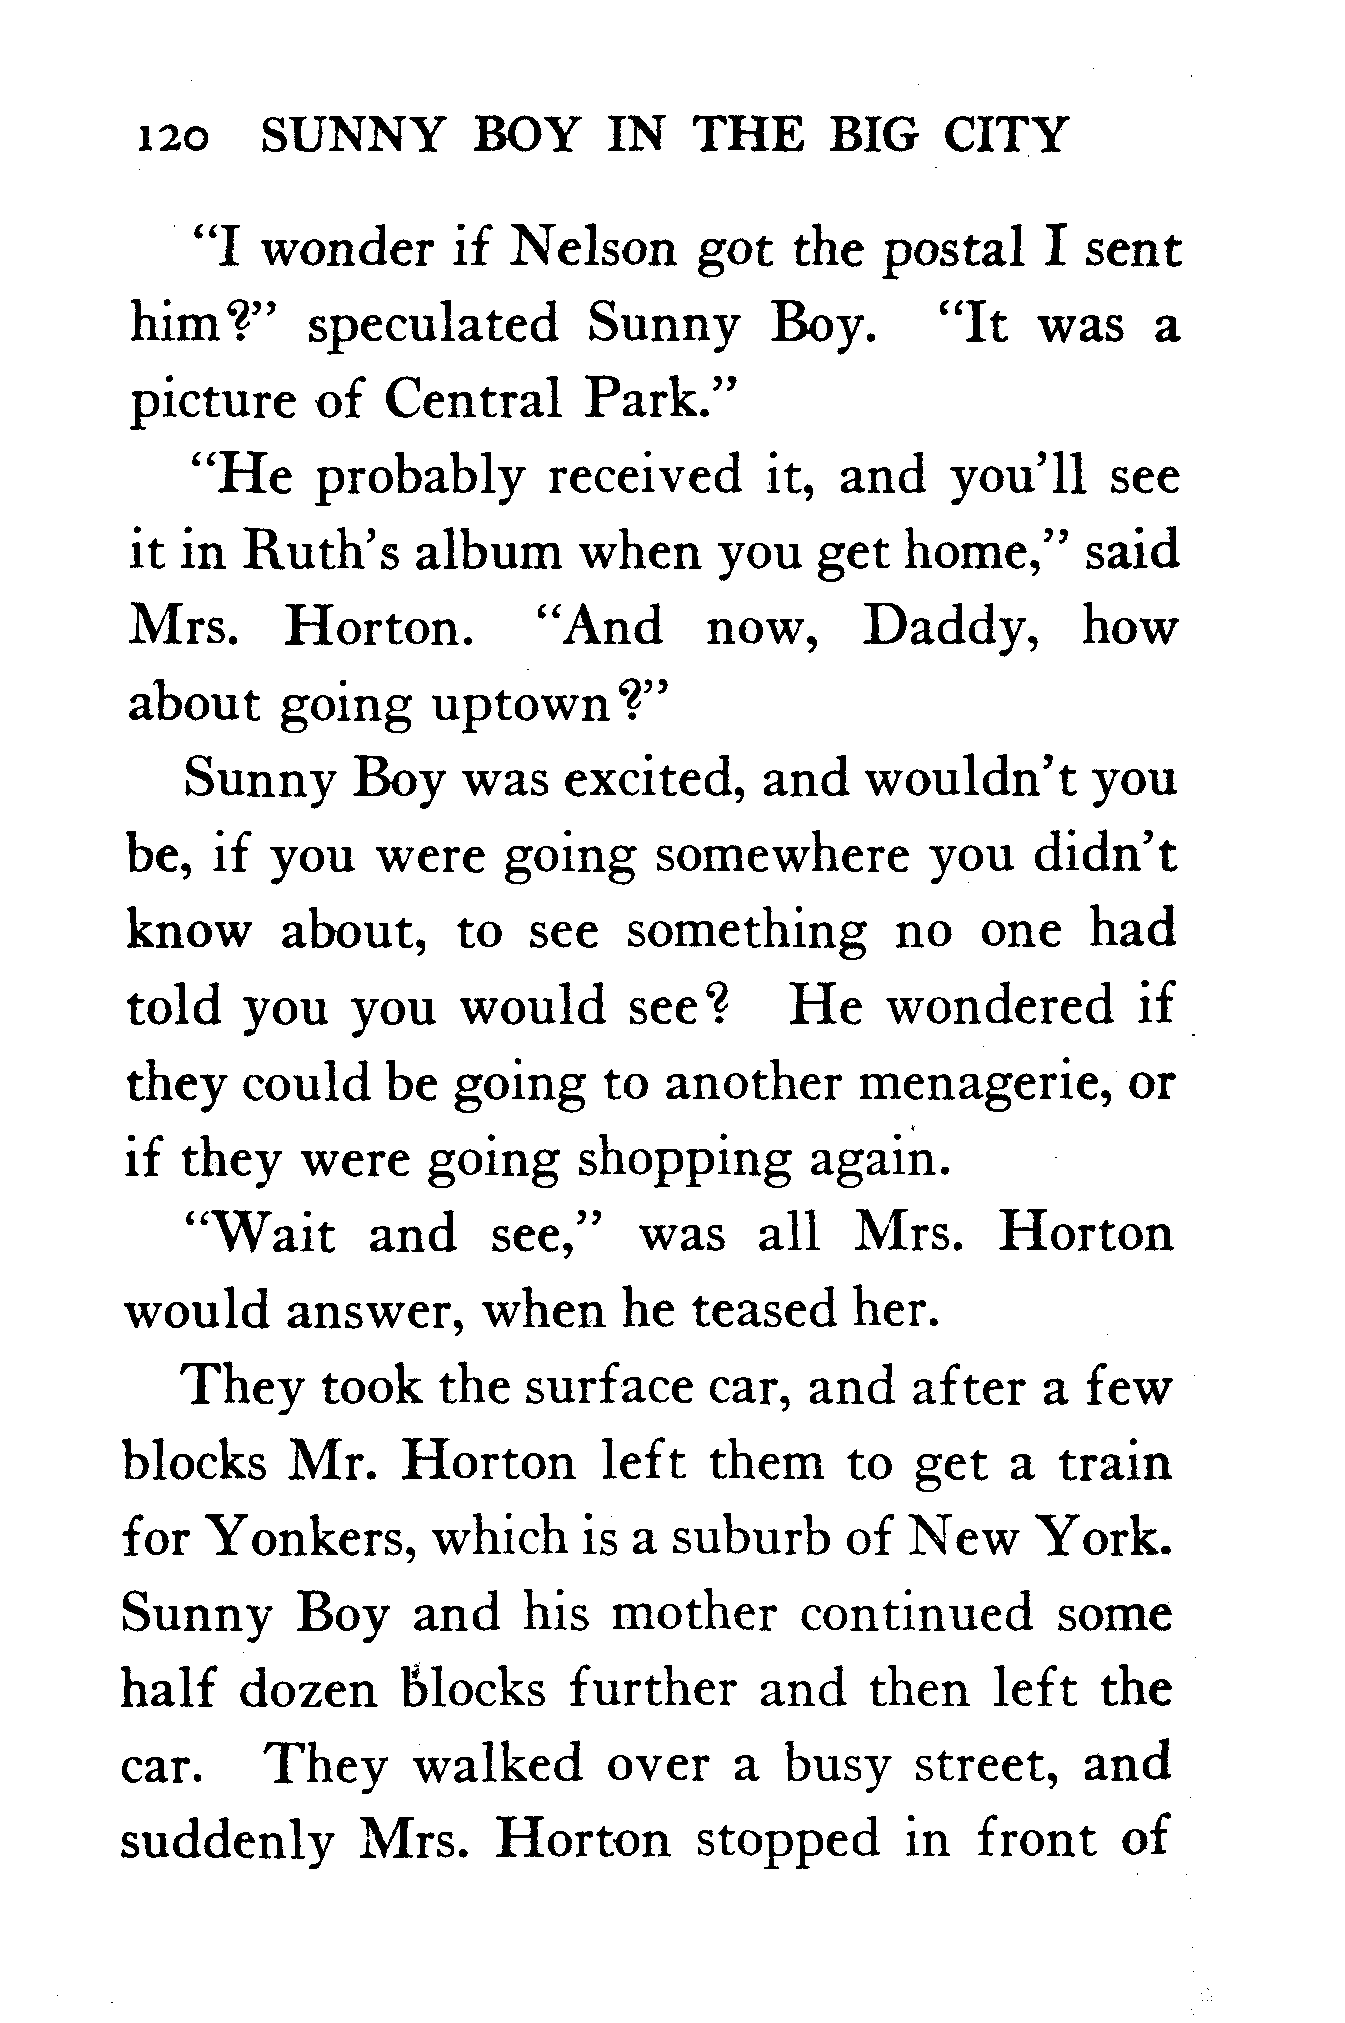 120 SUNNY BOY IN THE BIG CITY
“I wonder if Nelson got the postal I sent
him?” speculated Sunny Boy. “It was a
picture of Central Park.”
“He probably received it, and you’ll see
it in Ruth’s album when you get home,” said
Mrs. Horton. “And now, Daddy, how
about going uptown?”
Sunny Boy was excited, and wouldn’t you
be, if you were going somewhere you didn’t
know about, to see something no one had
told you you would see? He wondered if
they could be going to another menagerie, or
if they were going shopping again.
“Wait and see,” was all Mrs. Horton
would answer, when he teased her.
They took the surface car, and after a few
blocks Mr. Horton left them to get a train
for Yonkers, which is a suburb of New York.
Sunny Boy and his mother continued some
half dozen blocks further and then left the
car. They walked over a busy street, and
suddenly Mrs. Horton stopped in front of